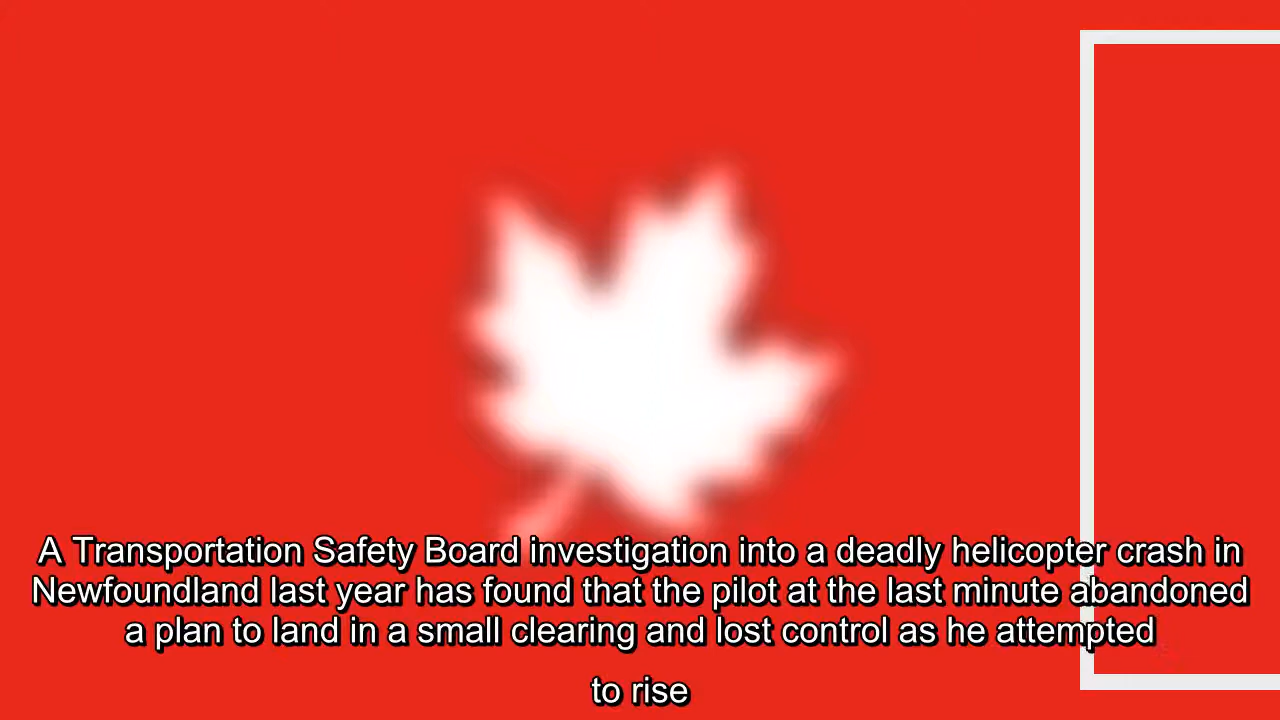 A Transportation Safety Board investigation into a deadly helicopter crash in
Newfoundland last year has found that the pilot at the last minute abandoned
a plan to land in a small clearing and lost control as he attempted
to rise